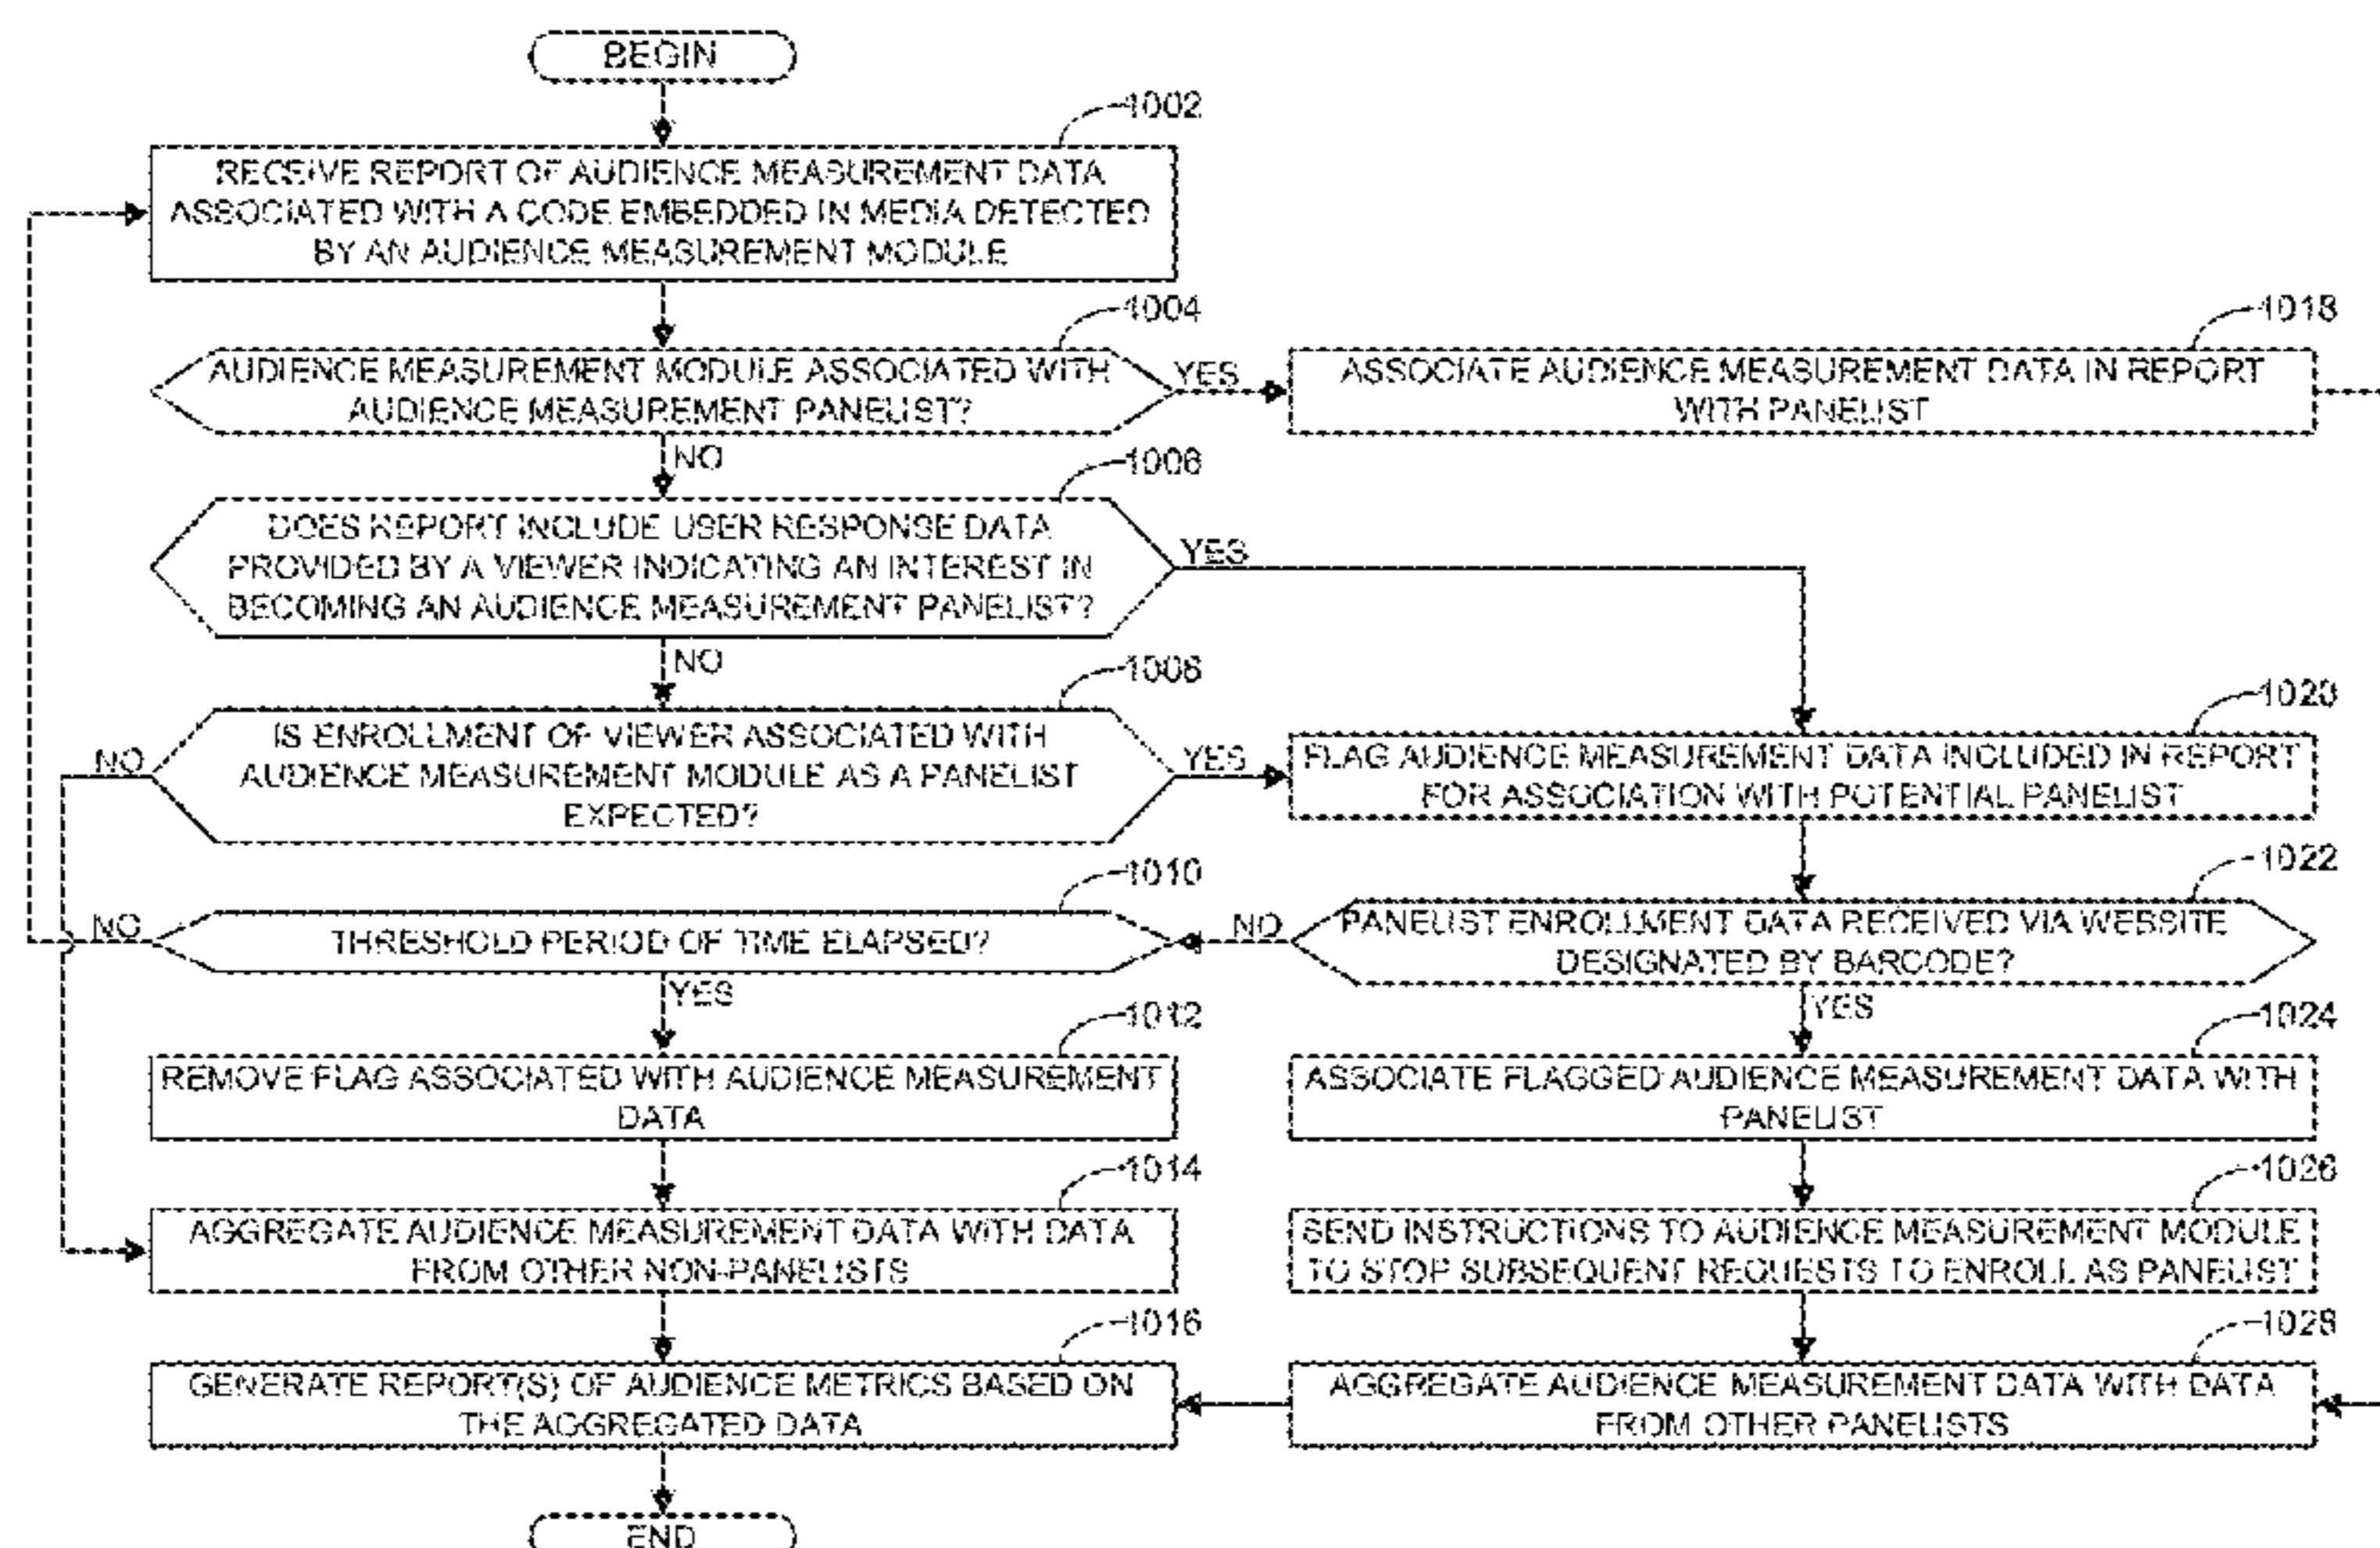 BEGIN
1002
RECEIVE REPORT OF AUDIENCE MEASUREMENT DATA
ASSOCIATED WITH A CODE EMBEDDED IN MEDIA DETECTED
BY AN AUDIENCE MEASUREMENT MODULE
1004
AUDIENCE MEASUREMENT MODULE ASSOCIATED WITH
AUDIENCE MEASUREMENT PANELIST?
YES
NO
1018
ASSOCIATE AUDIENCE MEASUREMENT DATA IN REPORT
WITH PANELIST
1006
DOES REPORT INCLUDE USER RESPONSE DATA
PROVIDED BY A VIEWER INDICATING AN INTEREST IN
BECOMING AN AUDIENCE MEASUREMENT PANELIST?
YES
NO
1008
IS ENROLLMENT OF VIEWER ASSOCIATED WITH
AUDIENCE MEASUREMENT MODULE AS A PANELIST
EXPECTED?
NO
YES
1020
FLAG AUDIENCE MEASUREMENT DATA INCLUDED IN REPORT
FOR ASSOCIATION WITH POTENTIAL PANELIST
1010
THRESHOLD PERIOD OF TIME ELAPSED?
NO
YES
1022
PANELIST ENROLLMENT DATA RECEIVED VIA WEBSITE
DESIGNATED BY BARCODE?
NO
YES
1012
REMOVE FLAG ASSOCIATED WITH AUDIENCE MEASUREMENT
DATA
1024
ASSOCIATE FLAGGED AUDIENCE MEASUREMENT DATA WITH
PANELIST
1014
AGGREGATE AUDIENCE MEASUREMENT DATA WITH DATA
FROM OTHER NON-PANELISTS
1026
SEND INSTRUCTIONS TO AUDIENCE MEASUREMENT MODULE
TO STOP SUBSEQUENT REQUESTS TO ENROLL AS PANELIST
1016
GENERATE REPORT(S) OF AUDIENCE METRICS BASED ON
THE AGGREGATED DATA
1028
AGGREGATE AUDIENCE MEASUREMENT DATA WITH DATA
FROM OTHER PANELISTS
END